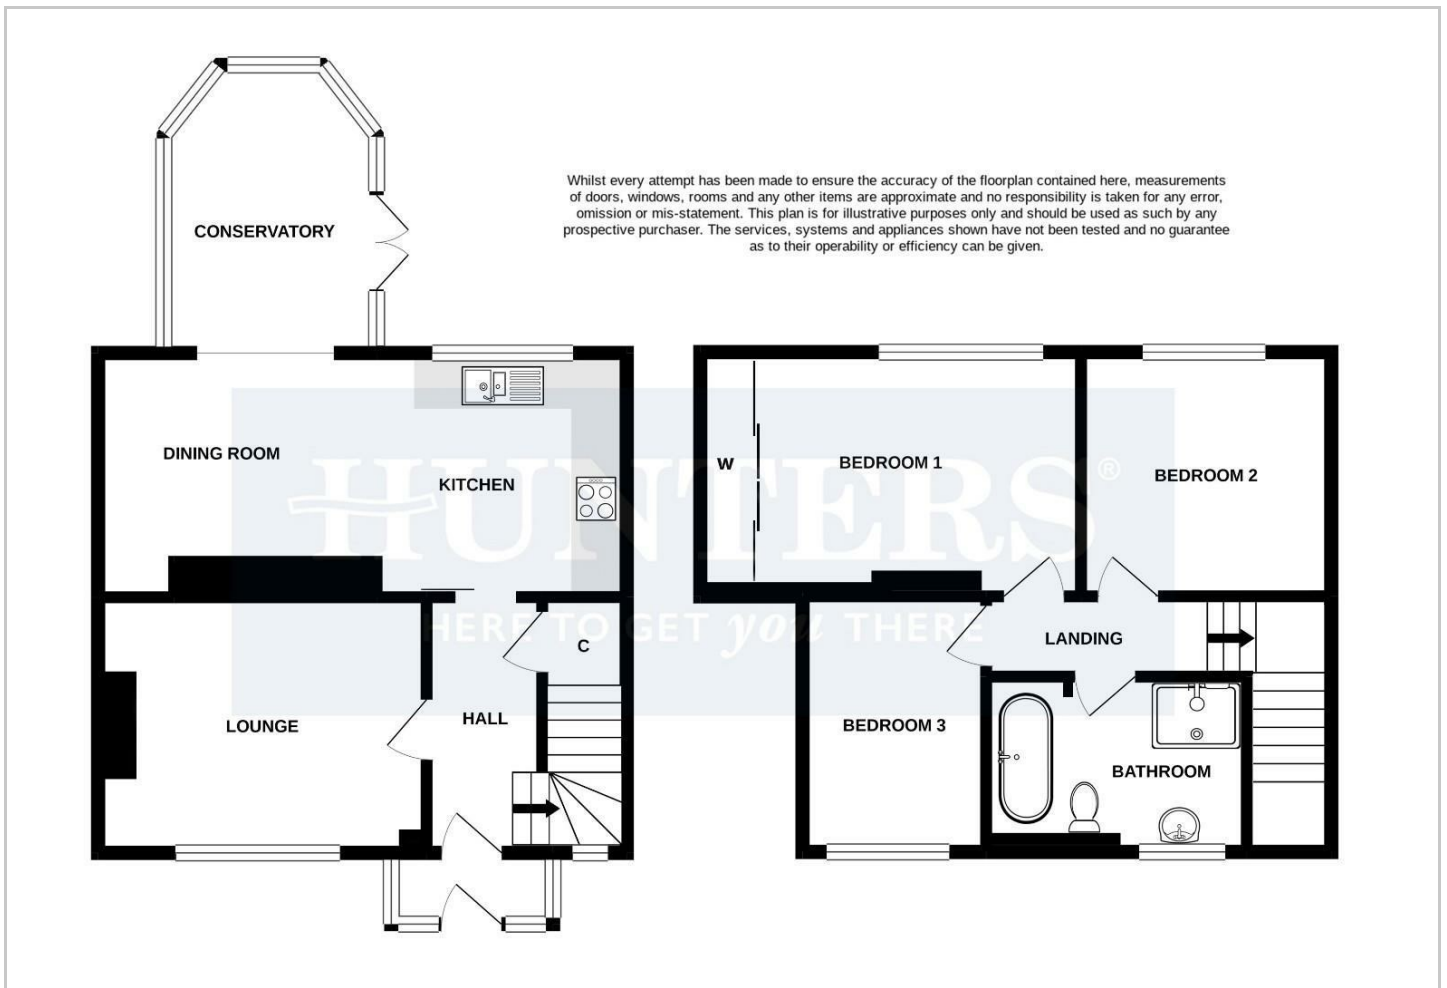 Whilst every attempt has been made to ensure the accuracy of the floorplan contained here, measurements
of doors, windows, rooms and any other items are approximate and no responsibility is taken for any error,
omission or mis-statement. This plan is for illustrative purposes only and should be used as such by any
prospective purchaser. The services, systems and appliances shown have not been tested and no guarantee
as to their operability or efficiency can be given.
CONSERVATORY
DINING ROOM
KITCHEN
C
LOUNGE
HALL
W
BEDROOM 1
BEDROOM 2
LANDING
BEDROOM 3
BATHROOM
HUNTERS®
HERE TO GET you THERE